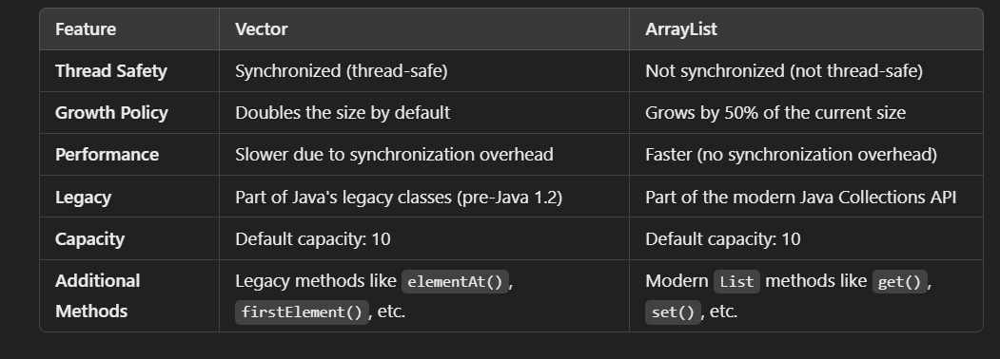 Feature Vector ArrayList
Thread Safety Synchronized (thread-safe) Not synchronized (not thread-safe)
Growth Policy Doubles the size by default Grows by 50% of the current size
Performance Slower due to synchronization overhead Faster (no synchronization overhead)
Legacy Part of Java's legacy classes (pre-Java 1.2) Part of the modern Java Collections API
Capacity Default capacity: 10 Default capacity: 10
Additional Legacy methods like elementAt(), Modern List methods like get(),
Methods firstElement(), etc. set(), etc.